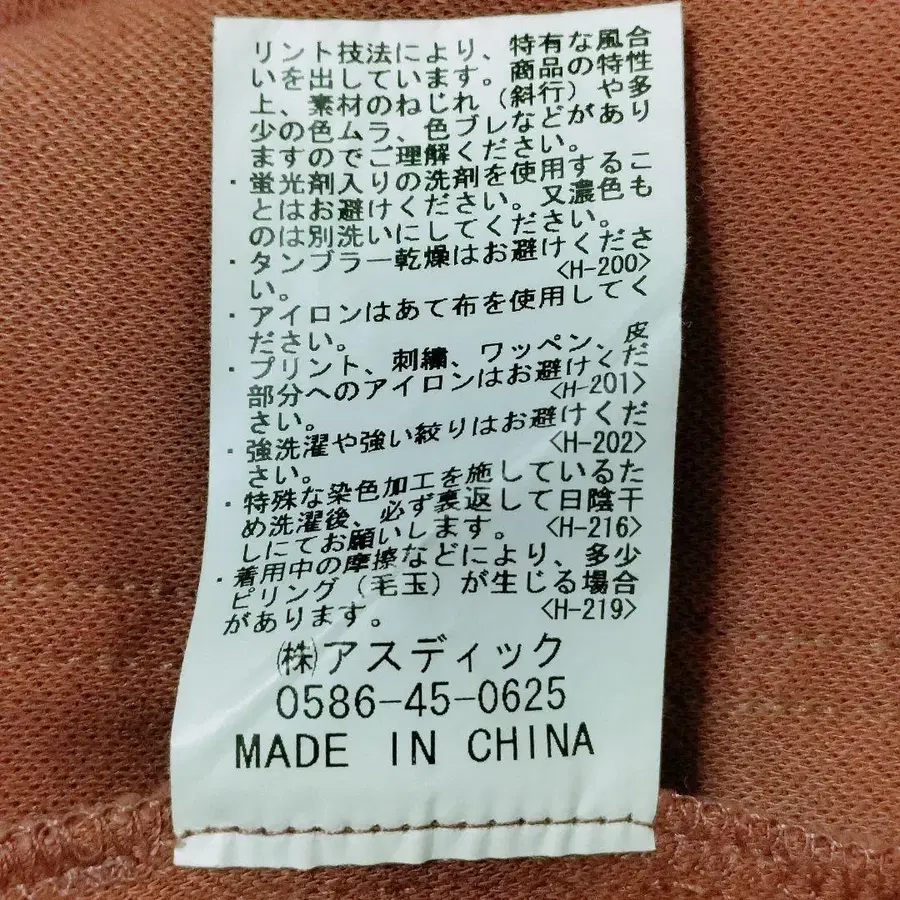 リント技法により、特有な風合
いを出しています。商品の特性
上、素材のねじれ（斜行）や多
少の色ムラ、色ブレなどがあり
ますのでご理解ください。
・蛍光剤入りの洗剤を使用するこ
とはお避けください。又濃色も
のは別洗いにしてください。
・タンブラー乾燥はお避けくださ
い。 <H-200>
・アイロンはあて布を使用してく
ださい。
・プリント、刺繍、ワッペン、皮
部分へのアイロンはお避けくだ
さい。 <H-201>
・強洗濯や強い絞りはお避けくだ
さい。 <H-202>
・特殊な染色加工を施しているた
め洗濯後、必ず裏返して日陰干
しにてお願いします。 <H-216>
・着用中の摩擦などにより、多少
ピリング（毛玉）が生じる場合
があります。 <H-219>
㈱アスディック
0586-45-0625
MADE IN CHINA